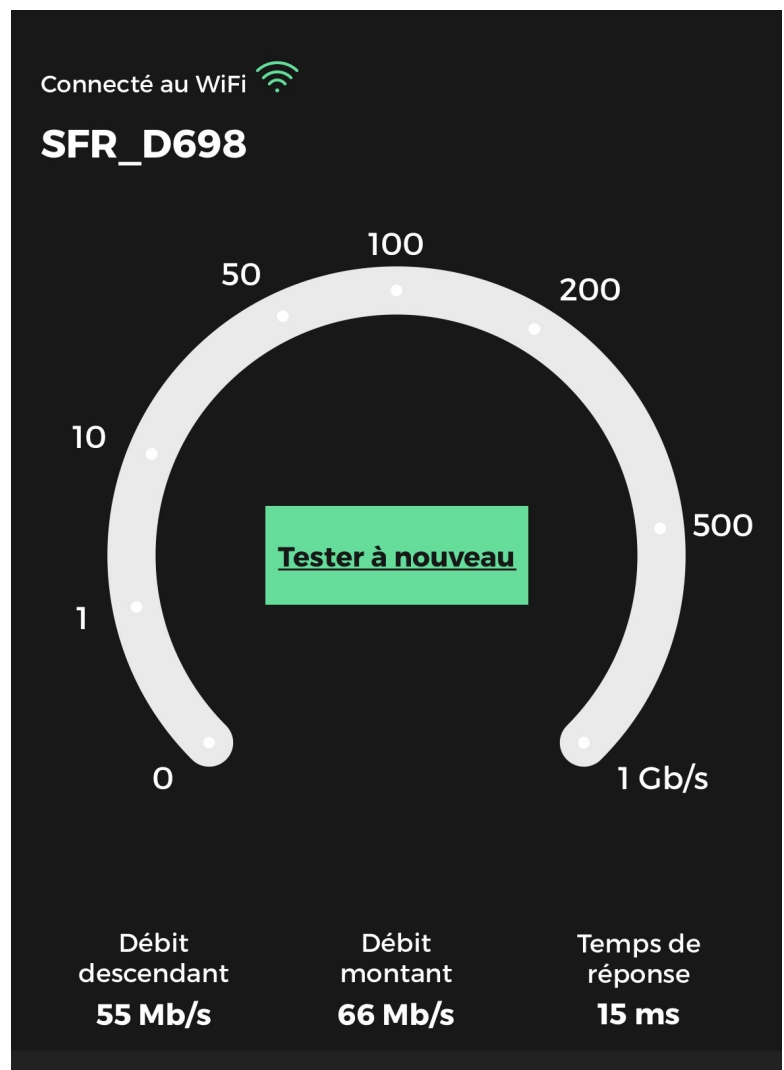 Connecté au WiFi
SFR_D698
100
50
200
10
500
Tester à nouveau
1
0
1 Gb/s
Débit
descendant
55 Mb/s
Débit
montant
66 Mb/s
Temps de
réponse
15 ms